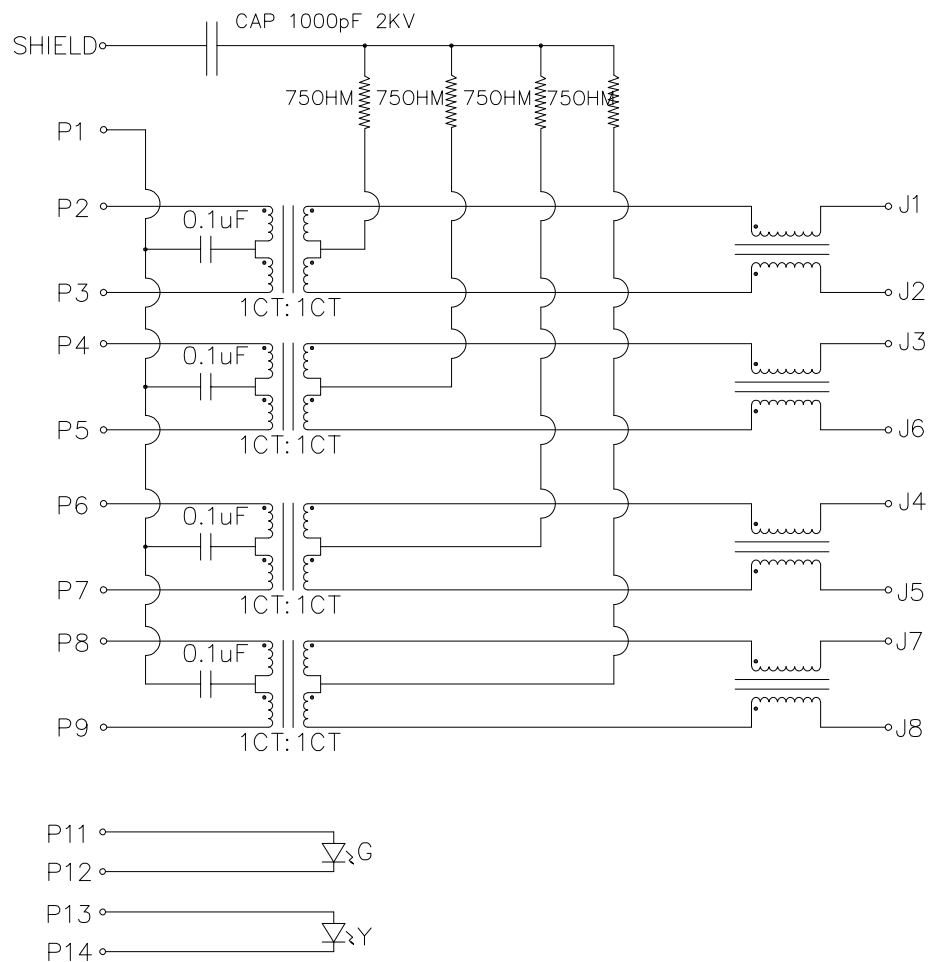 CAP 1000pF 2KV
SHIELD
75OHM 75OHM 75OHM 75OHM
P1
P2 0.1uF J1
P3 J2
1CT:1CT
P4 0.1uF J3
P5 J6
1CT:1CT
P6 0.1uF J4
P7 J5
1CT:1CT
P8 0.1uF J7
P9 J8
1CT:1CT
P11
G
P12
P13
Y
P14